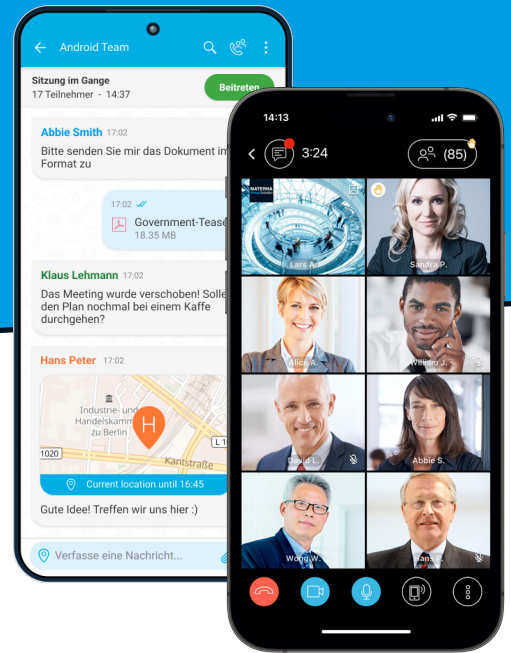 Android Team
Sitzung im Gange
17 Teilnehmer - 14:37
Beitreten
Abbie Smith 17:02
Bitte senden Sie mir das Dokument im
Format zu
17:02
Government-Tease
18.35 MB
Klaus Lehmann 17:02
Das Meeting wurde verschoben! Solle
den Plan nochmal bei einem Kaffe
durchgehen?
Hans Peter 17:02
Industrie- und
Handelskamm
zu Berlin
H
L 1
1020
Kantstraße
Current location until 16:45
Gute Idee! Treffen wir uns hier :)
Verfasse eine Nachricht...
14:13
3:24
(85)
MATERNA
Lars A.
Sandra P.
Alice A.
William J.
David L.
Abbie S.
Wong W.
Hans P.